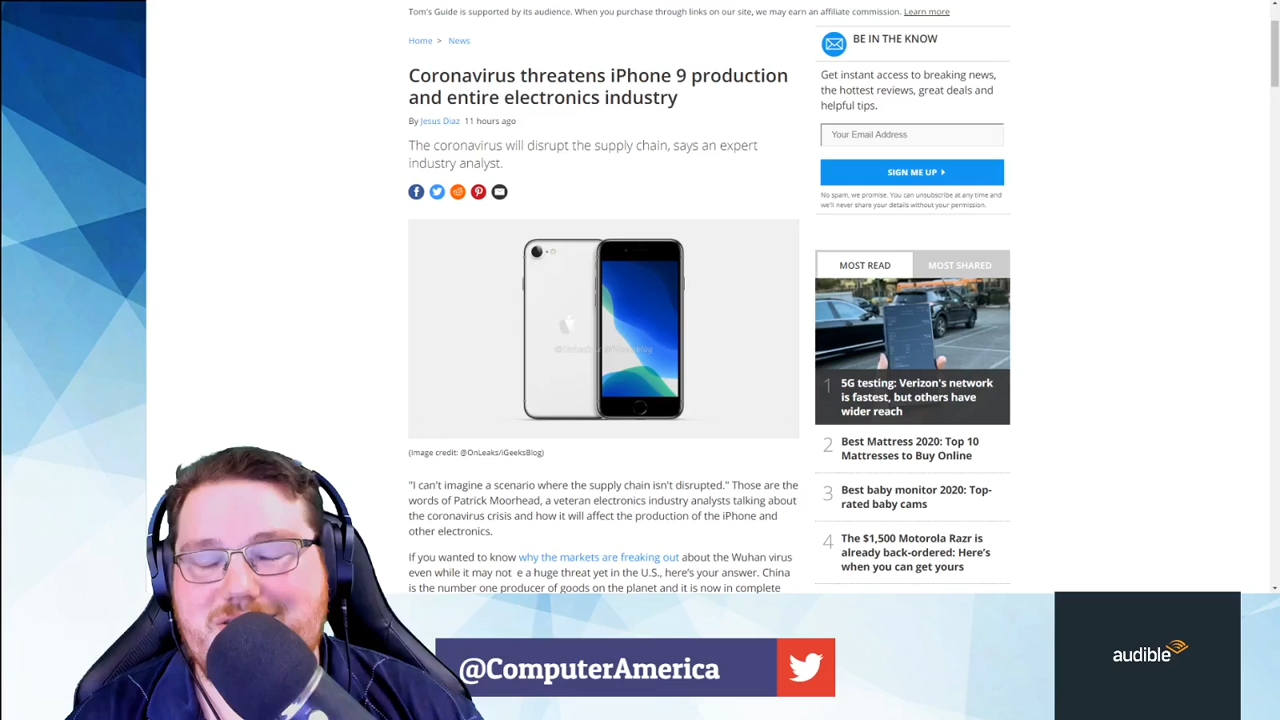 Tom's Guide is supported by its audience. When you purchase through links on our site, we may earn an affiliate commission. Learn more
Home > News
Coronavirus threatens iPhone 9 production
and entire electronics industry
By Jesus Diaz 11 hours ago
The coronavirus will disrupt the supply chain, says an expert
industry analyst.
(Image credit: @OnLeaks/iGeeksBlog)
"I can't imagine a scenario where the supply chain isn't disrupted." Those are the
words of Patrick Moorhead, a veteran electronics industry analysts talking about
the coronavirus crisis and how it will affect the production of the iPhone and
other electronics.
If you wanted to know why the markets are freaking out about the Wuhan virus
even while it may not e a huge threat yet in the U.S., here's your answer. China
is the number one producer of goods on the planet and it is now in complete
BE IN THE KNOW
Get instant access to breaking news,
the hottest reviews, great deals and
helpful tips.
Your Email Address
SIGN ME UP
No spam, we promise. You can unsubscribe at any time and
we'll never share your details without your permission.
MOST READ MOST SHARED
1 5G testing: Verizon's network
is fastest, but others have
wider reach
2 Best Mattress 2020: Top 10
Mattresses to Buy Online
3 Best baby monitor 2020: Top-
rated baby cams
4 The $1,500 Motorola Razr is
already back-ordered: Here's
when you can get yours
@ComputerAmerica
audible